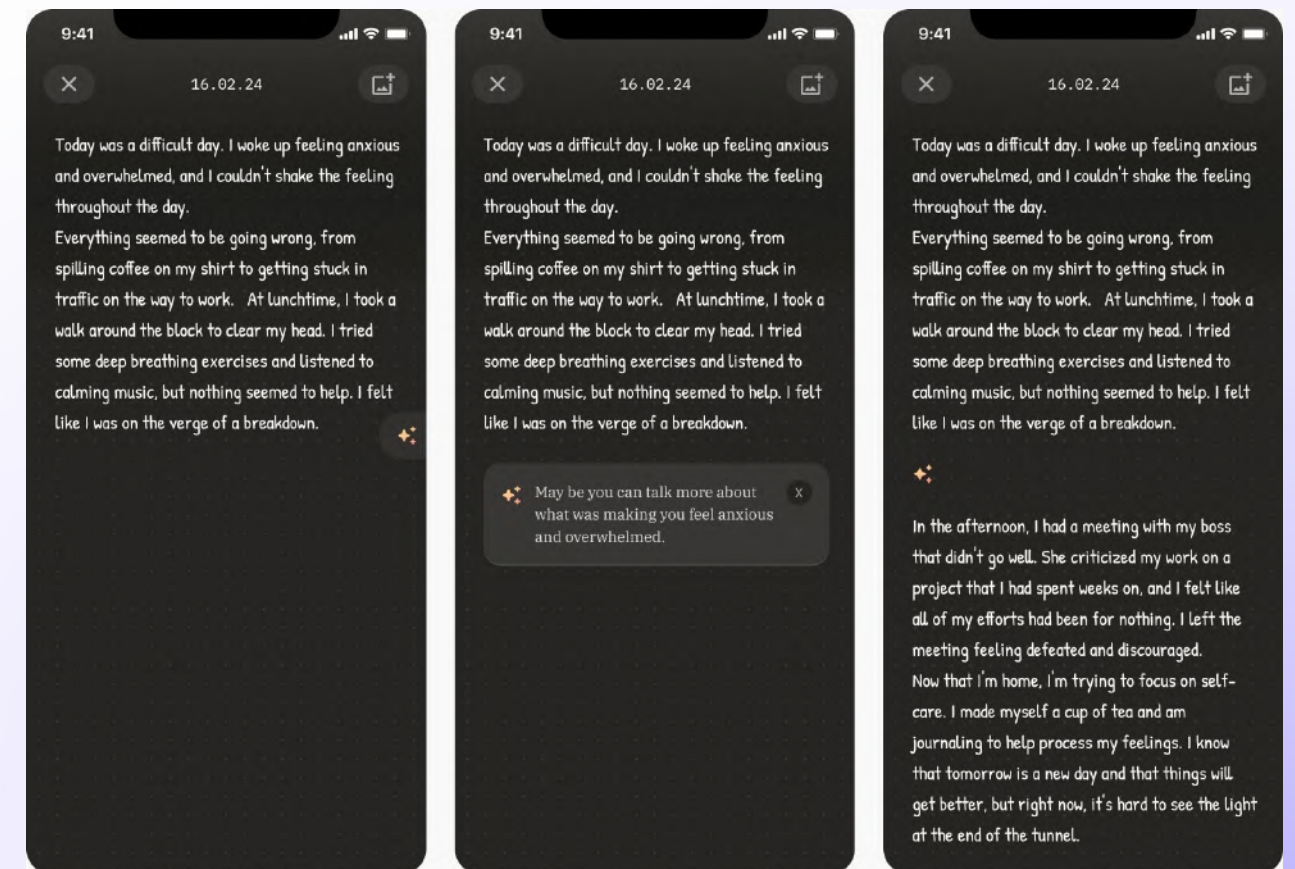 9:41
16.02.24
Today was a difficult day. I woke up feeling anxious
and overwhelmed, and I couldn't shake the feeling
throughout the day.
Everything seemed to be going wrong, from
spilling coffee on my shirt to getting stuck in
traffic on the way to work.   At lunchtime, I took a
walk around the block to clear my head. I tried
some deep breathing exercises and listened to
calming music, but nothing seemed to help. I felt
like I was on the verge of a breakdown.
9:41
16.02.24
Today was a difficult day. I woke up feeling anxious
and overwhelmed, and I couldn't shake the feeling
throughout the day.
Everything seemed to be going wrong, from
spilling coffee on my shirt to getting stuck in
traffic on the way to work.   At lunchtime, I took a
walk around the block to clear my head. I tried
some deep breathing exercises and listened to
calming music, but nothing seemed to help. I felt
like I was on the verge of a breakdown.
May be you can talk more about
what was making you feel anxious
and overwhelmed.
X
9:41
16.02.24
Today was a difficult day. I woke up feeling anxious
and overwhelmed, and I couldn't shake the feeling
throughout the day.
Everything seemed to be going wrong, from
spilling coffee on my shirt to getting stuck in
traffic on the way to work.   At lunchtime, I took a
walk around the block to clear my head. I tried
some deep breathing exercises and listened to
calming music, but nothing seemed to help. I felt
like I was on the verge of a breakdown.
In the afternoon, I had a meeting with my boss
that didn't go well. She criticized my work on a
project that I had spent weeks on, and I felt like
all of my efforts had been for nothing. I left the
meeting feeling defeated and discouraged.
Now that I'm home, I'm trying to focus on self-
care. I made myself a cup of tea and am
journaling to help process my feelings. I know
that tomorrow is a new day and that things will
get better, but right now, it's hard to see the light
at the end of the tunnel.